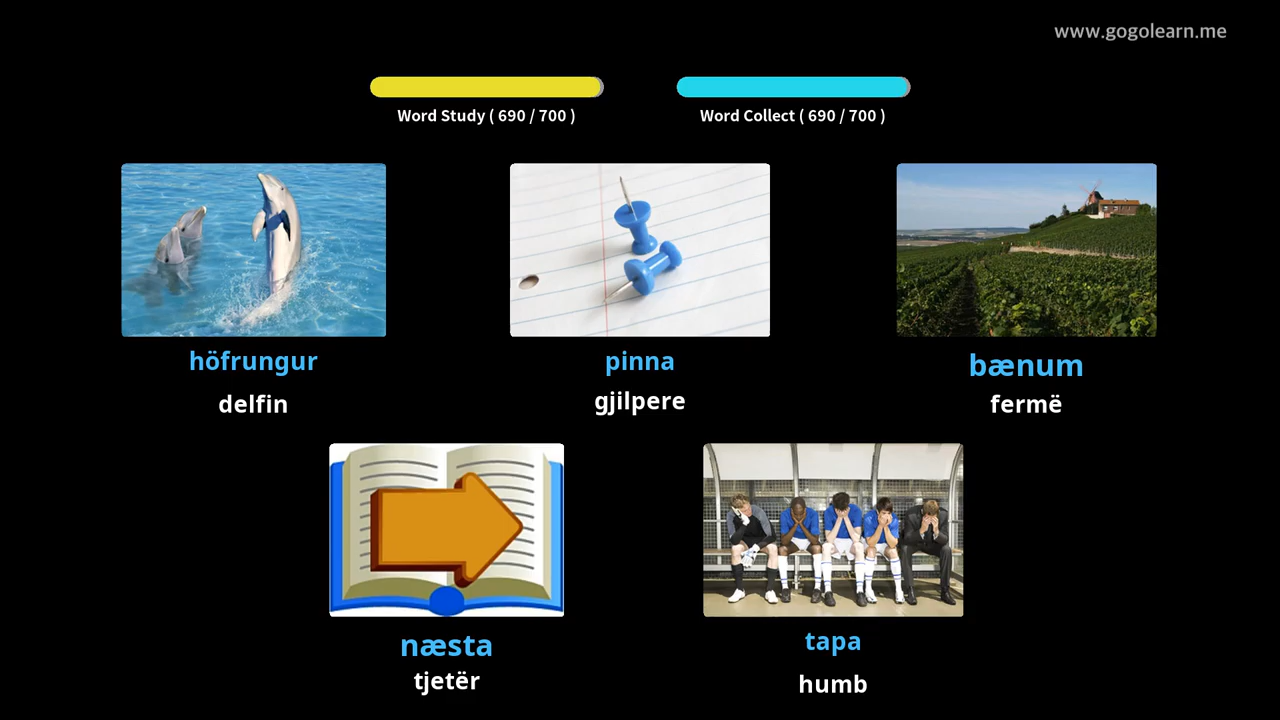 www.gogolearn.me
Word Study ( 690 / 700 )
Word Collect ( 690 / 700 )
höfrungur
delfin
pinna
gjilpere
bænum
fermë
næsta
tjetër
tapa
humb